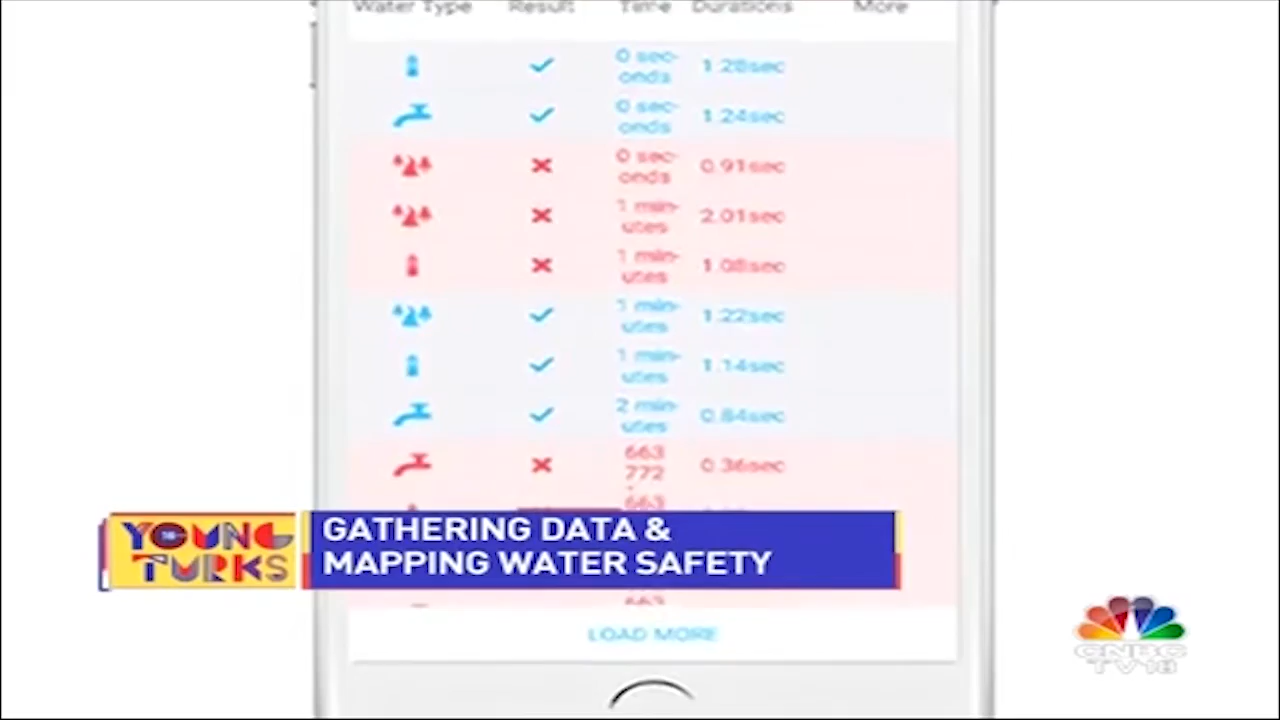 Water Type Result Time Durations More
0 sec-
onds
1.28sec
0 sec-
onds
1.24sec
0 sec-
onds
0.91sec
1 min-
utes
2.01sec
1 min-
utes
1.08sec
1 min-
utes
1.22sec
1 min-
utes
1.14sec
2 min-
utes
0.84sec
663
772
0.36sec
663
YOUNG
TURKS
GATHERING DATA &
MAPPING WATER SAFETY
663
LOAD MORE
CNBC
TV18